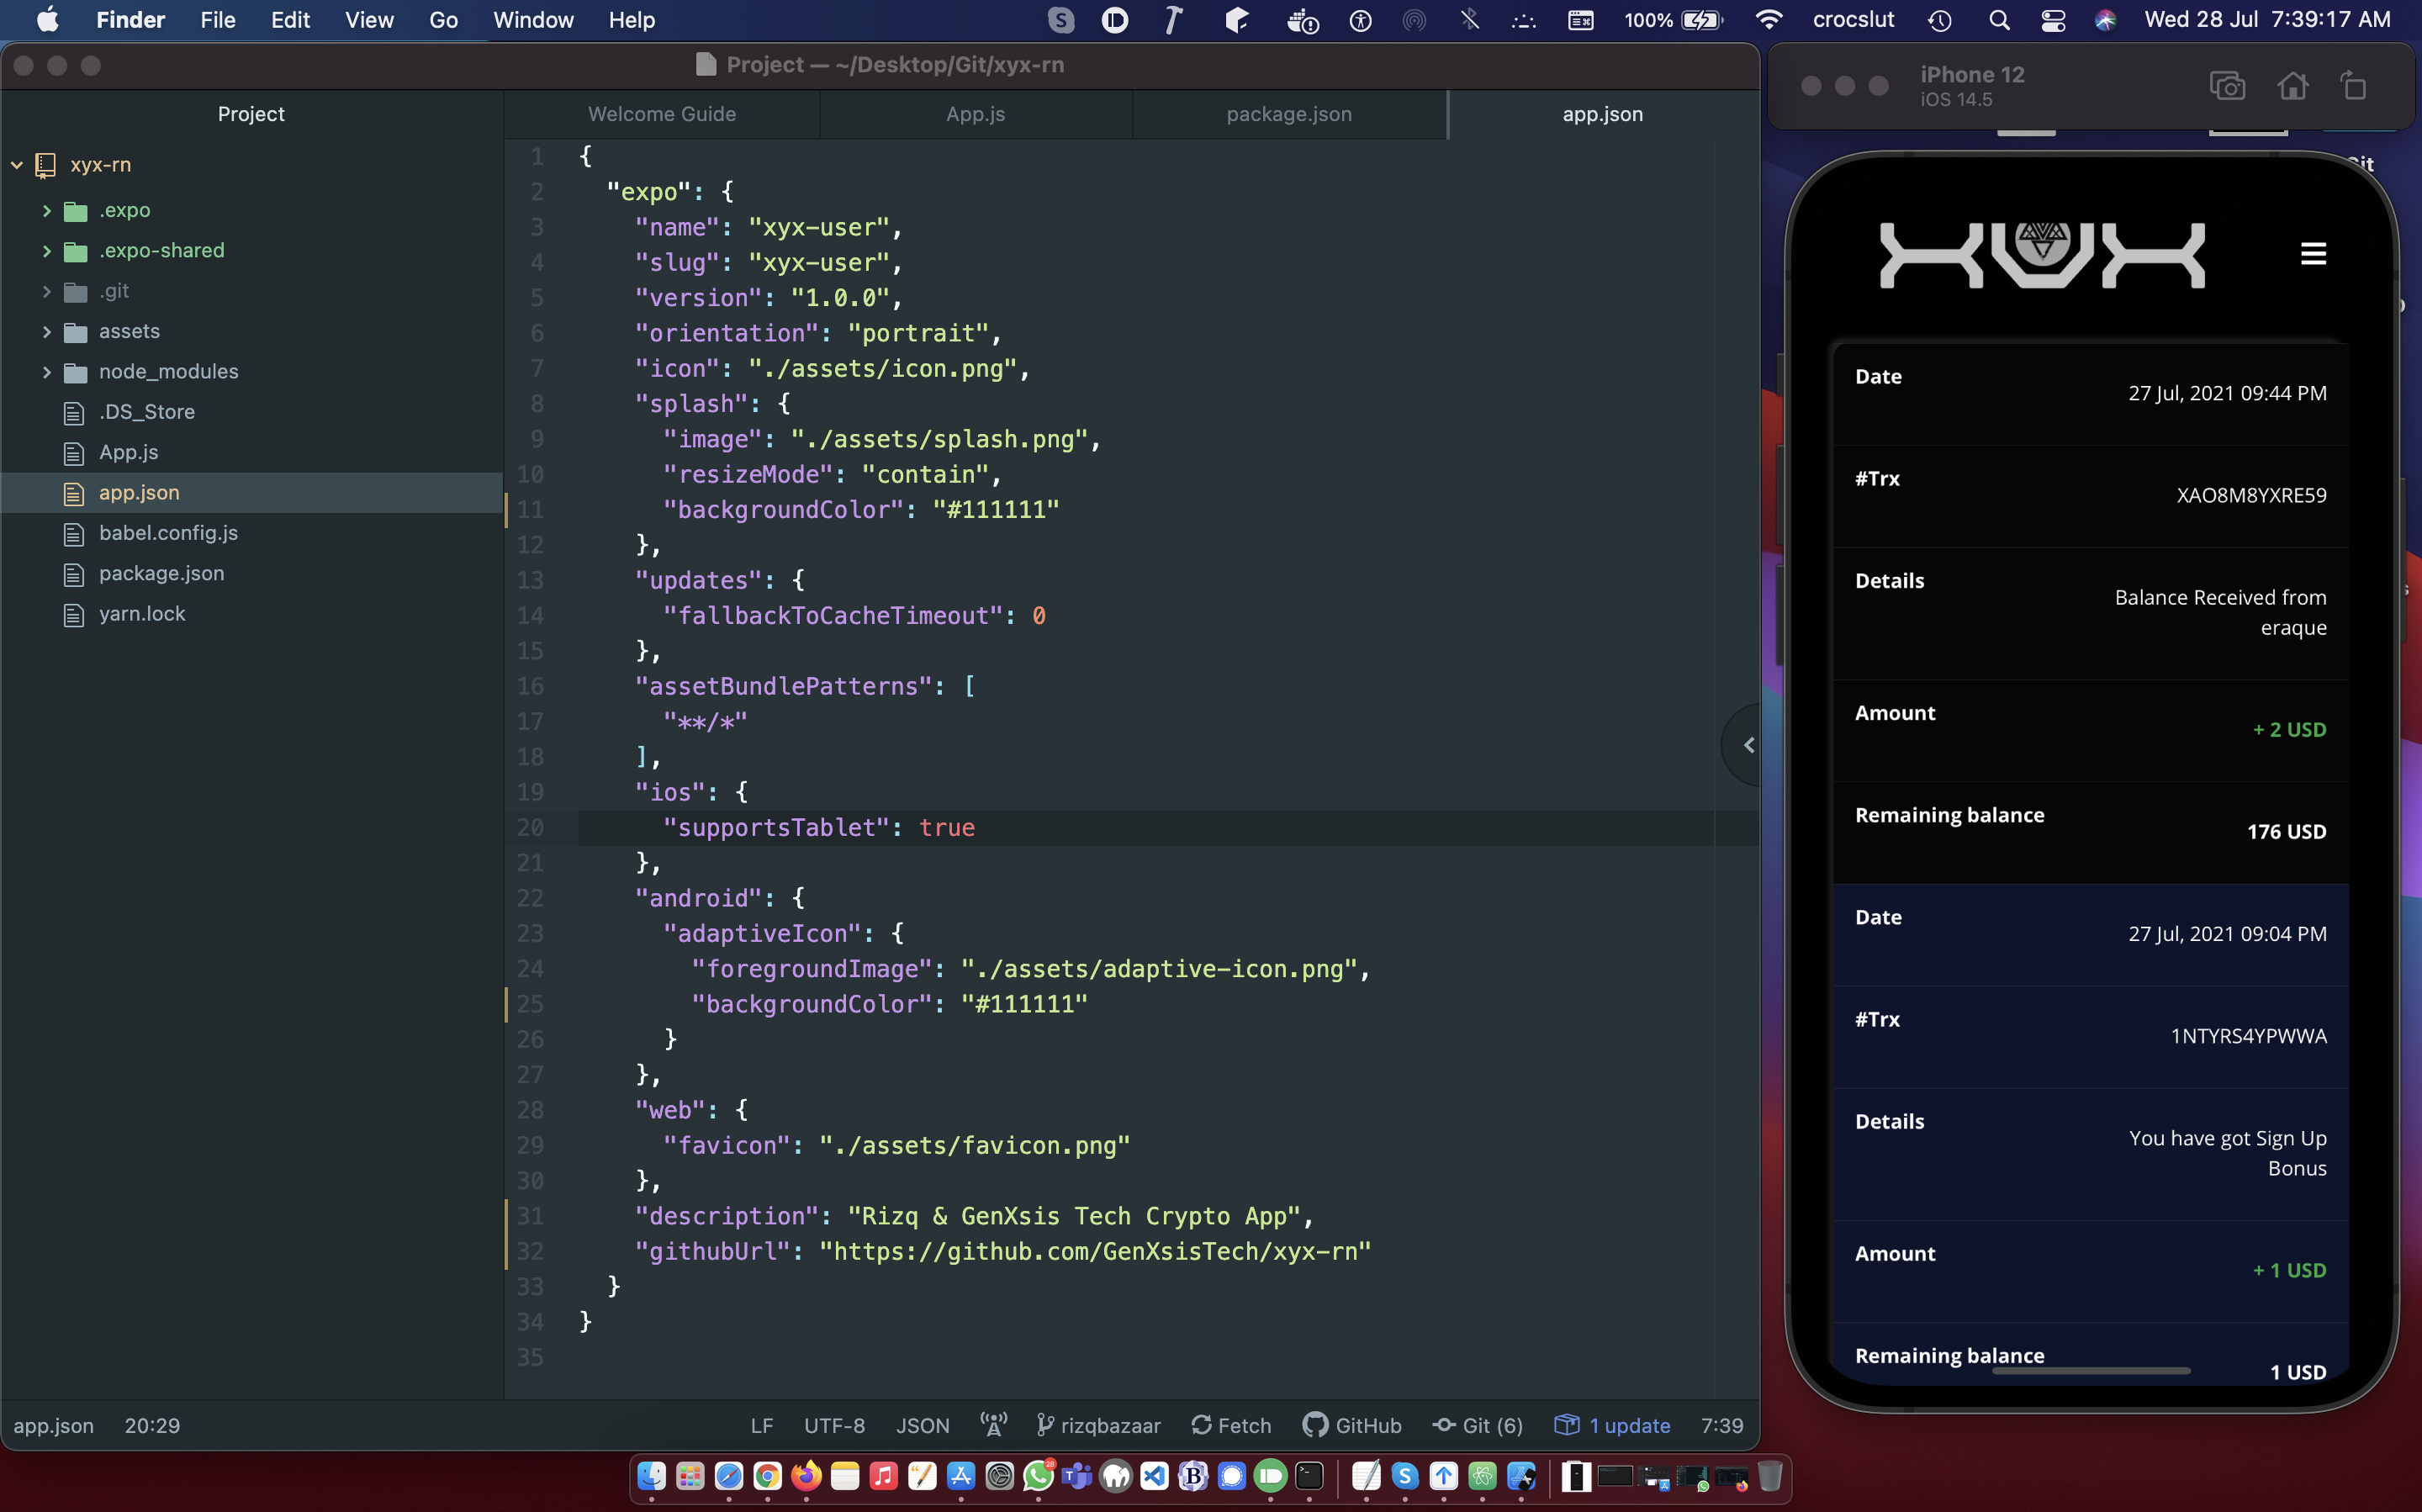 Finder File Edit View Go Window Help 100% crocslut Wed 28 Jul 7:39:17 AM
Project — ~/Desktop/Git/xyx-rn
Project
Welcome Guide App.js package.json app.json
xyx-rn
.expo
.expo-shared
.git
assets
node_modules
.DS_Store
App.js
app.json
babel.config.js
package.json
yarn.lock
1 {
2 "expo": {
3 "name": "xyx-user",
4 "slug": "xyx-user",
5 "version": "1.0.0",
6 "orientation": "portrait",
7 "icon": "./assets/icon.png",
8 "splash": {
9 "image": "./assets/splash.png",
10 "resizeMode": "contain",
11 "backgroundColor": "#111111"
12 },
13 "updates": {
14 "fallbackToCacheTimeout": 0
15 },
16 "assetBundlePatterns": [
17 "**/*"
18 ],
19 "ios": {
20 "supportsTablet": true
21 },
22 "android": {
23 "adaptiveIcon": {
24 "foregroundImage": "./assets/adaptive-icon.png",
25 "backgroundColor": "#111111"
26 }
27 },
28 "web": {
29 "favicon": "./assets/favicon.png"
30 },
31 "description": "Rizq & GenXsis Tech Crypto App",
32 "githubUrl": "https://github.com/GenXsisTech/xyx-rn"
33 }
34 }
35
app.json 20:29 LF UTF-8 JSON rizqbazaar Fetch GitHub Git (6) 1 update 7:39
iPhone 12
iOS 14.5
Date
27 Jul, 2021 09:44 PM
#Trx
XAO8M8YXRE59
Details
Balance Received from
eraque
Amount
+ 2 USD
Remaining balance
176 USD
Date
27 Jul, 2021 09:04 PM
#Trx
1NTYRS4YPWWA
Details
You have got Sign Up
Bonus
Amount
+ 1 USD
Remaining balance
1 USD
28